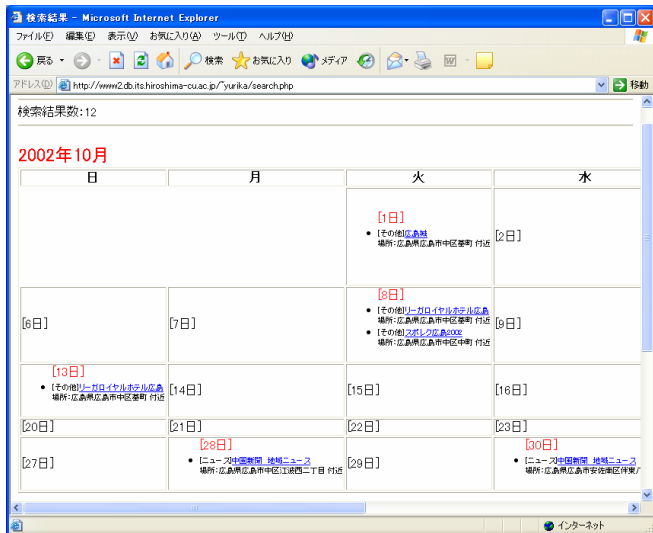 検索結果 - Microsoft Internet Explorer
ファイル(F) 編集(E) 表示(V) お気に入り(A) ツール(T) ヘルプ(H)
戻る 検索 お気に入り メディア
アドレス(D) http://www2.db.its.hiroshima-cu.ac.jp/~yurika/search.php 移動
検索結果数:12
2002年10月
日 月 火 水
[1日]
[その他]広島城
場所:広島県広島市中区基町 付近
[2日]
[6日]
[7日]
[8日]
[その他]リーガロイヤルホテル広島
場所:広島県広島市中区基町 付近
[その他]スポレク広島2002
場所:広島県広島市中区中町 付近
[9日]
[13日]
[その他]リーガロイヤルホテル広島
場所:広島県広島市中区基町 付近
[14日]
[15日]
[16日]
[20日] [21日] [22日] [23日]
[27日]
[28日]
[ニュース]中国新聞 地域ニュース
場所:広島県広島市中区江波西二丁目 付近
[29日]
[30日]
[ニュース]中国新聞 地域ニュース
場所:広島県広島市安佐南区伴東
インターネット